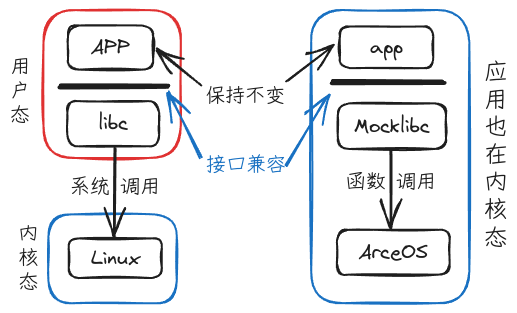 用户态
APP
libc
系统 调用
内核态
Linux
保持不变
接口兼容
app
Mocklibc
函数 调用
ArceOS
应用也在内核态